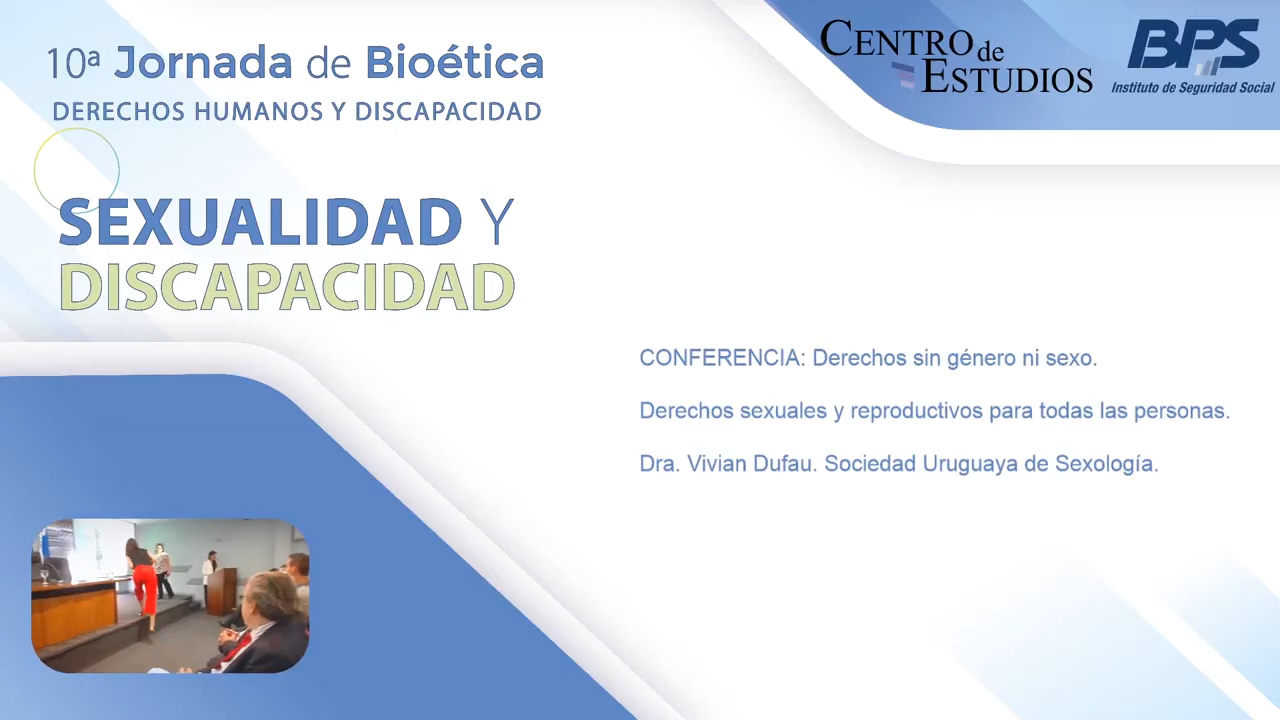 10ª Jornada de Bioética
DERECHOS HUMANOS Y DISCAPACIDAD
SEXUALIDAD Y
DISCAPACIDAD
CENTRO de
ESTUDIOS
BPS
Instituto de Seguridad Social
CONFERENCIA: Derechos sin género ni sexo.
Derechos sexuales y reproductivos para todas las personas.
Dra. Vivian Dufau. Sociedad Uruguaya de Sexología.